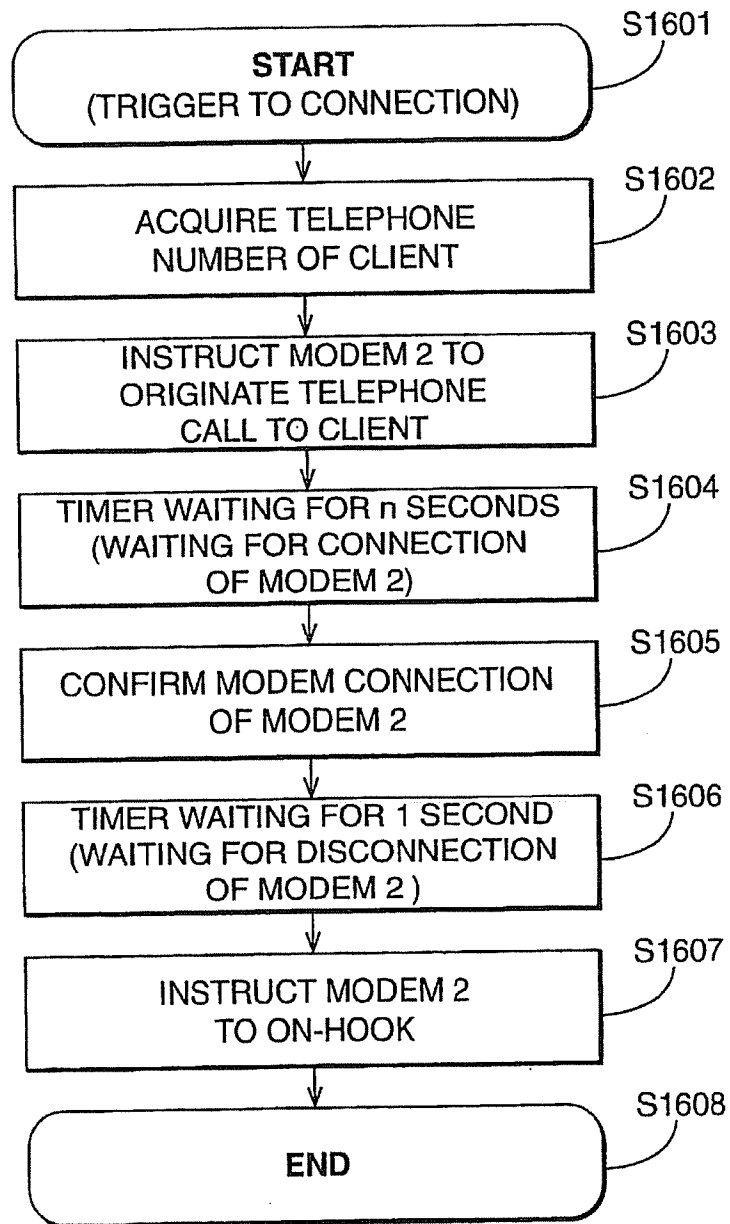 S1601
START
(TRIGGER TO CONNECTION)
S1602
ACQUIRE TELEPHONE
NUMBER OF CLIENT
S1603
INSTRUCT MODEM 2 TO
ORIGINATE TELEPHONE
CALL TO CLIENT
S1604
TIMER WAITING FOR n SECONDS
(WAITING FOR CONNECTION
OF MODEM 2)
S1605
CONFIRM MODEM CONNECTION
OF MODEM 2
S1606
TIMER WAITING FOR 1 SECOND
(WAITING FOR DISCONNECTION
OF MODEM 2 )
S1607
INSTRUCT MODEM 2
TO ON-HOOK
S1608
END